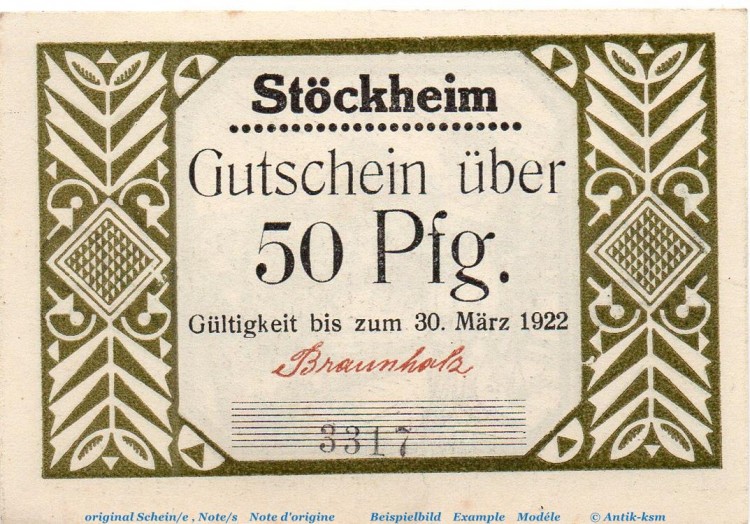 Stöckheim
Gutschein über
50 Pfg.
Gültigkeit bis zum 30. März 1922
Braunholz
3317
original Schein/e , Note/s Note d'origine Beispielbild Example Modéle © Antik-ksm